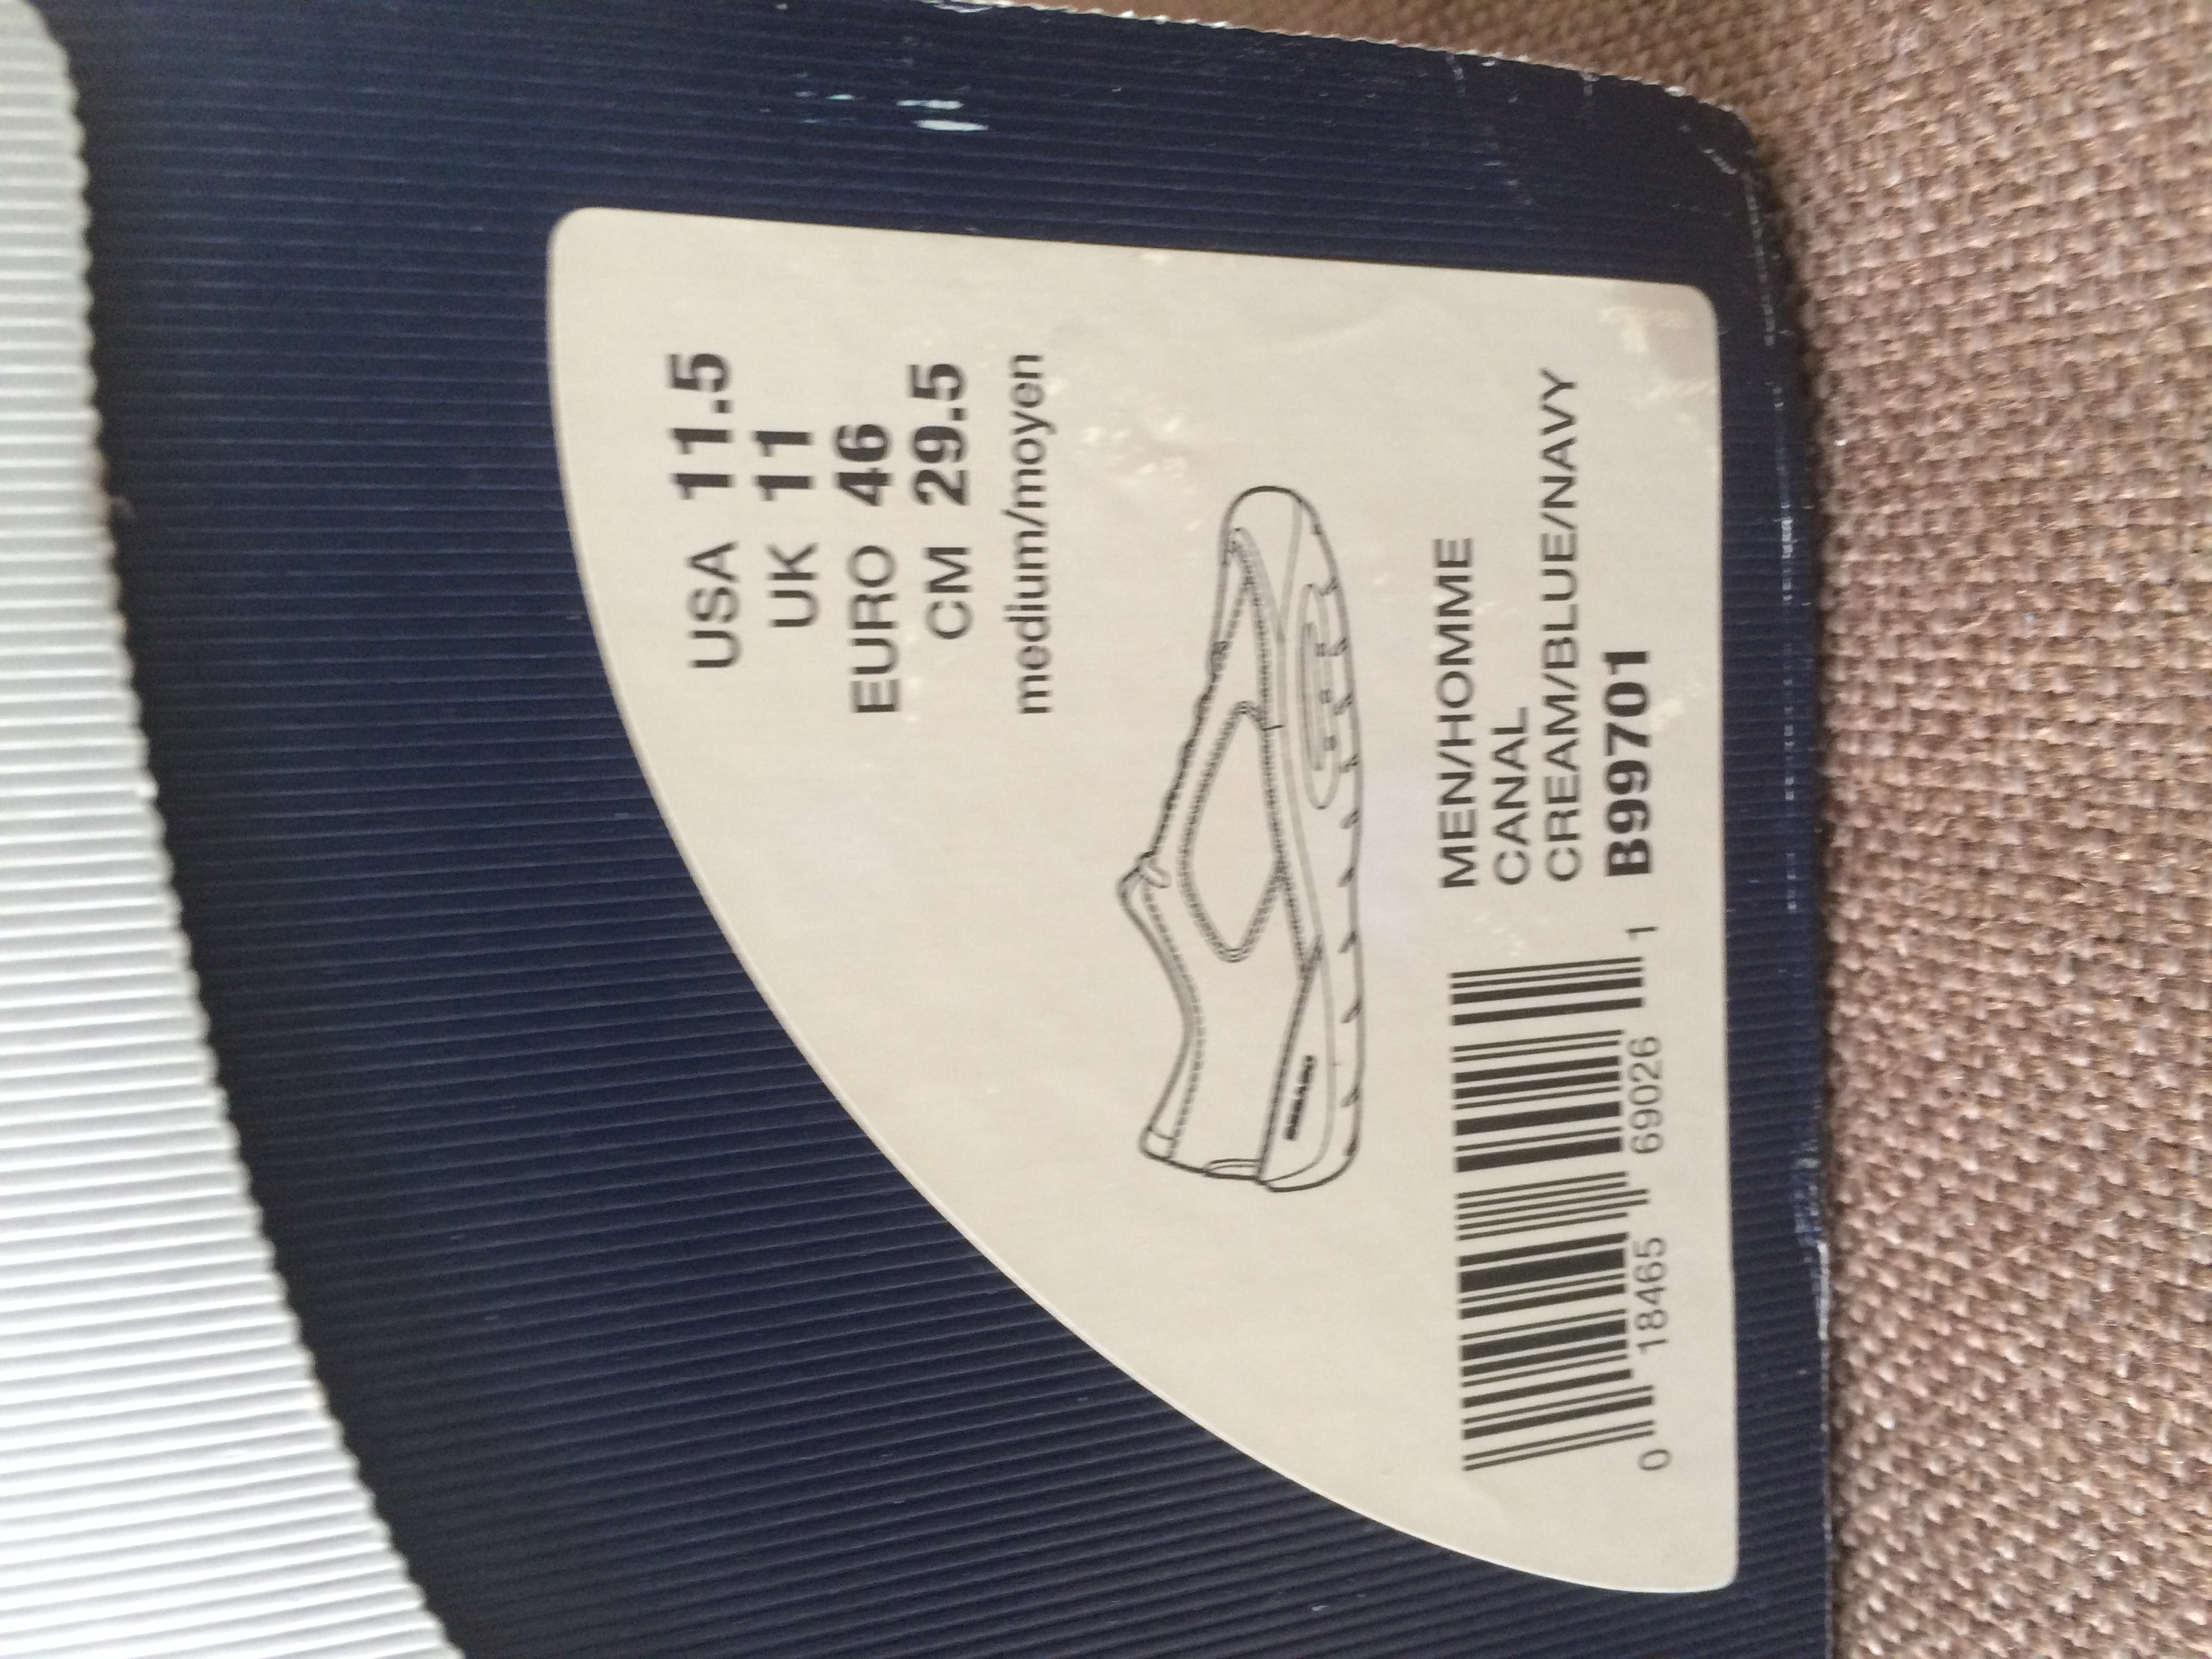 USA 11.5
UK 11
EURO 46
CM 29.5
medium/moyen
MEN/HOMME
CANAL
CREAM/BLUE/NAVY
B99701
0 18465 69026 1